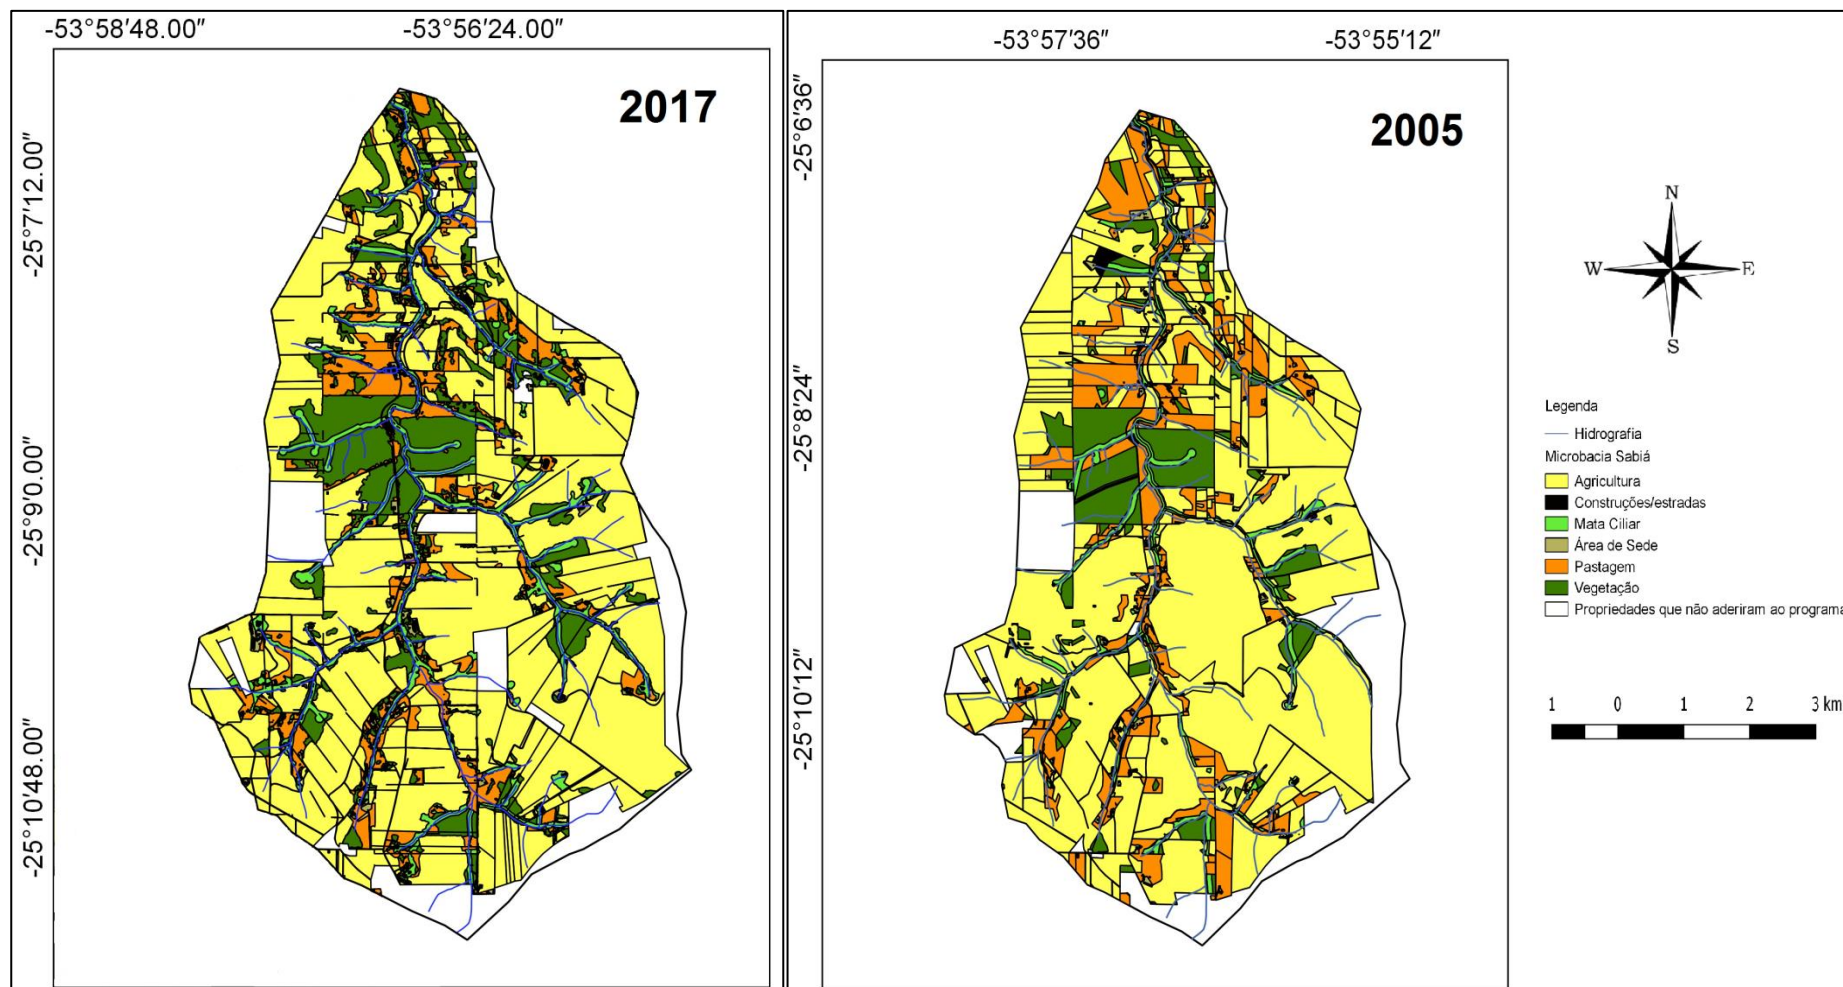 -53°58′48.00″
-53°56′24.00″
2017
-25°7′12.00″
-25°9′0.00″
-25°10′48.00″
-53°57′36″
-53°55′12″
2005
-25°6′36″
-25°8′24″
-25°10′12″
N
W
E
S
Legenda
Hidrografia
Microbacia Sabiá
Agricultura
Construções/estradas
Mata Ciliar
Área de Sede
Pastagem
Vegetação
Propriedades que não aderiram ao programa
1 0 1 2 3 km